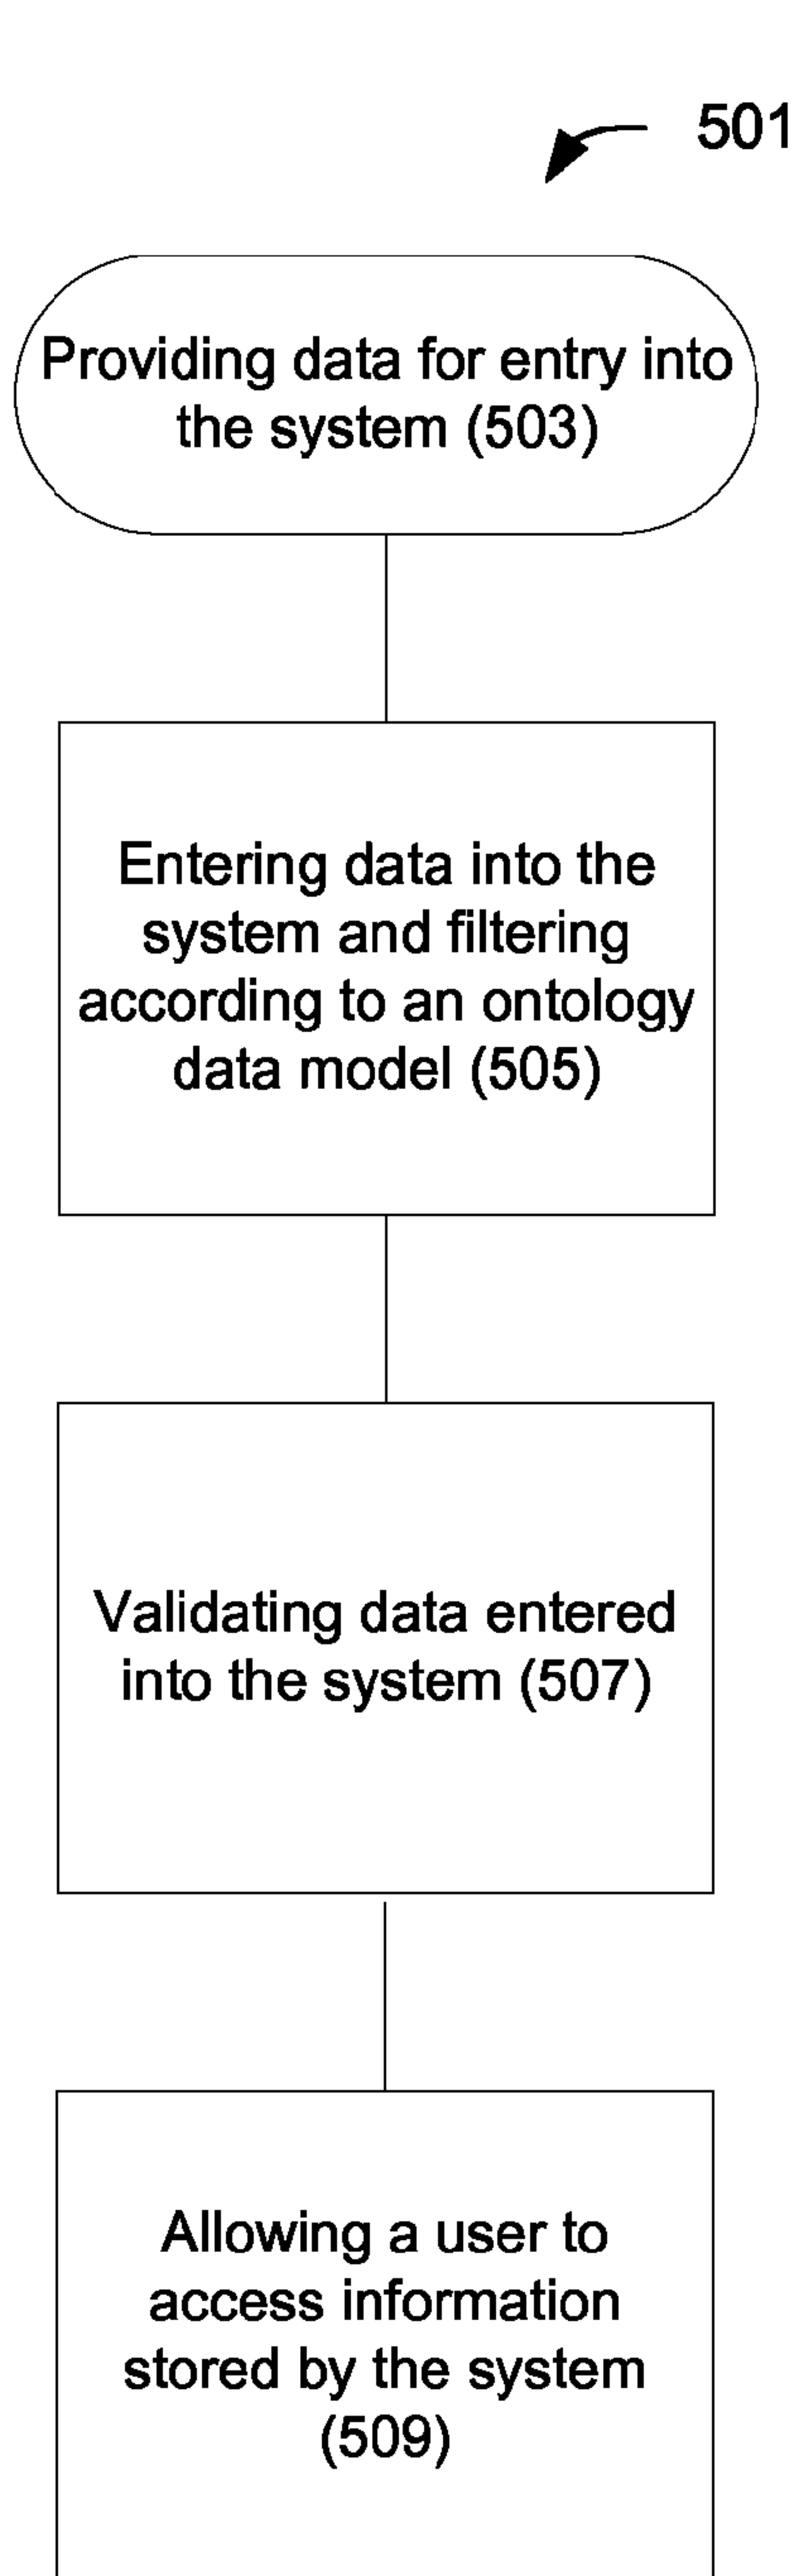 501
Providing data for entry into
the system (503)
Entering data into the
system and filtering
according to an ontology
data model (505)
Validating data entered
into the system (507)
Allowing a user to
access information
stored by the system
(509)